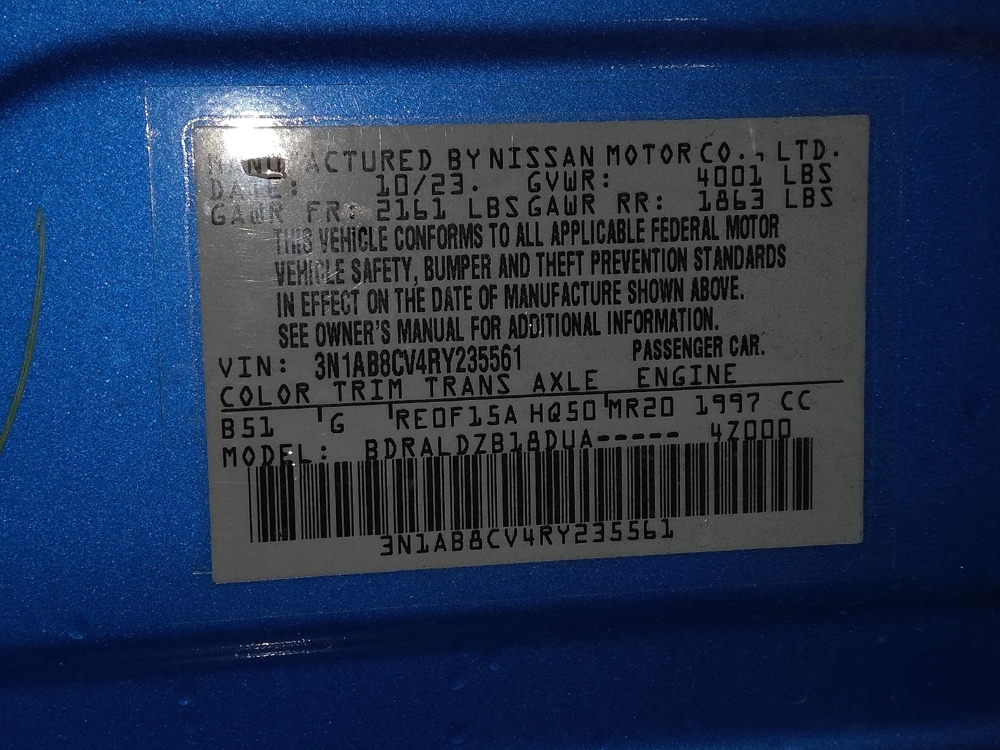 MANUFACTURED BY NISSAN MOTOR CO., LTD.
DATE: 10/23. GVWR: 4001 LBS
GAWR FR: 2161 LBS GAWR RR: 1863 LBS
THIS VEHICLE CONFORMS TO ALL APPLICABLE FEDERAL MOTOR
VEHICLE SAFETY, BUMPER AND THEFT PREVENTION STANDARDS
IN EFFECT ON THE DATE OF MANUFACTURE SHOWN ABOVE.
SEE OWNER'S MANUAL FOR ADDITIONAL INFORMATION.
VIN: 3N1AB8CV4RY235561 PASSENGER CAR.
COLOR TRIM TRANS AXLE ENGINE
B51 G RE0F15A HQ50 MR20 1997 CC
MODEL: BDRALDZB18DUA----- 4Z000
3N1AB8CV4RY235561